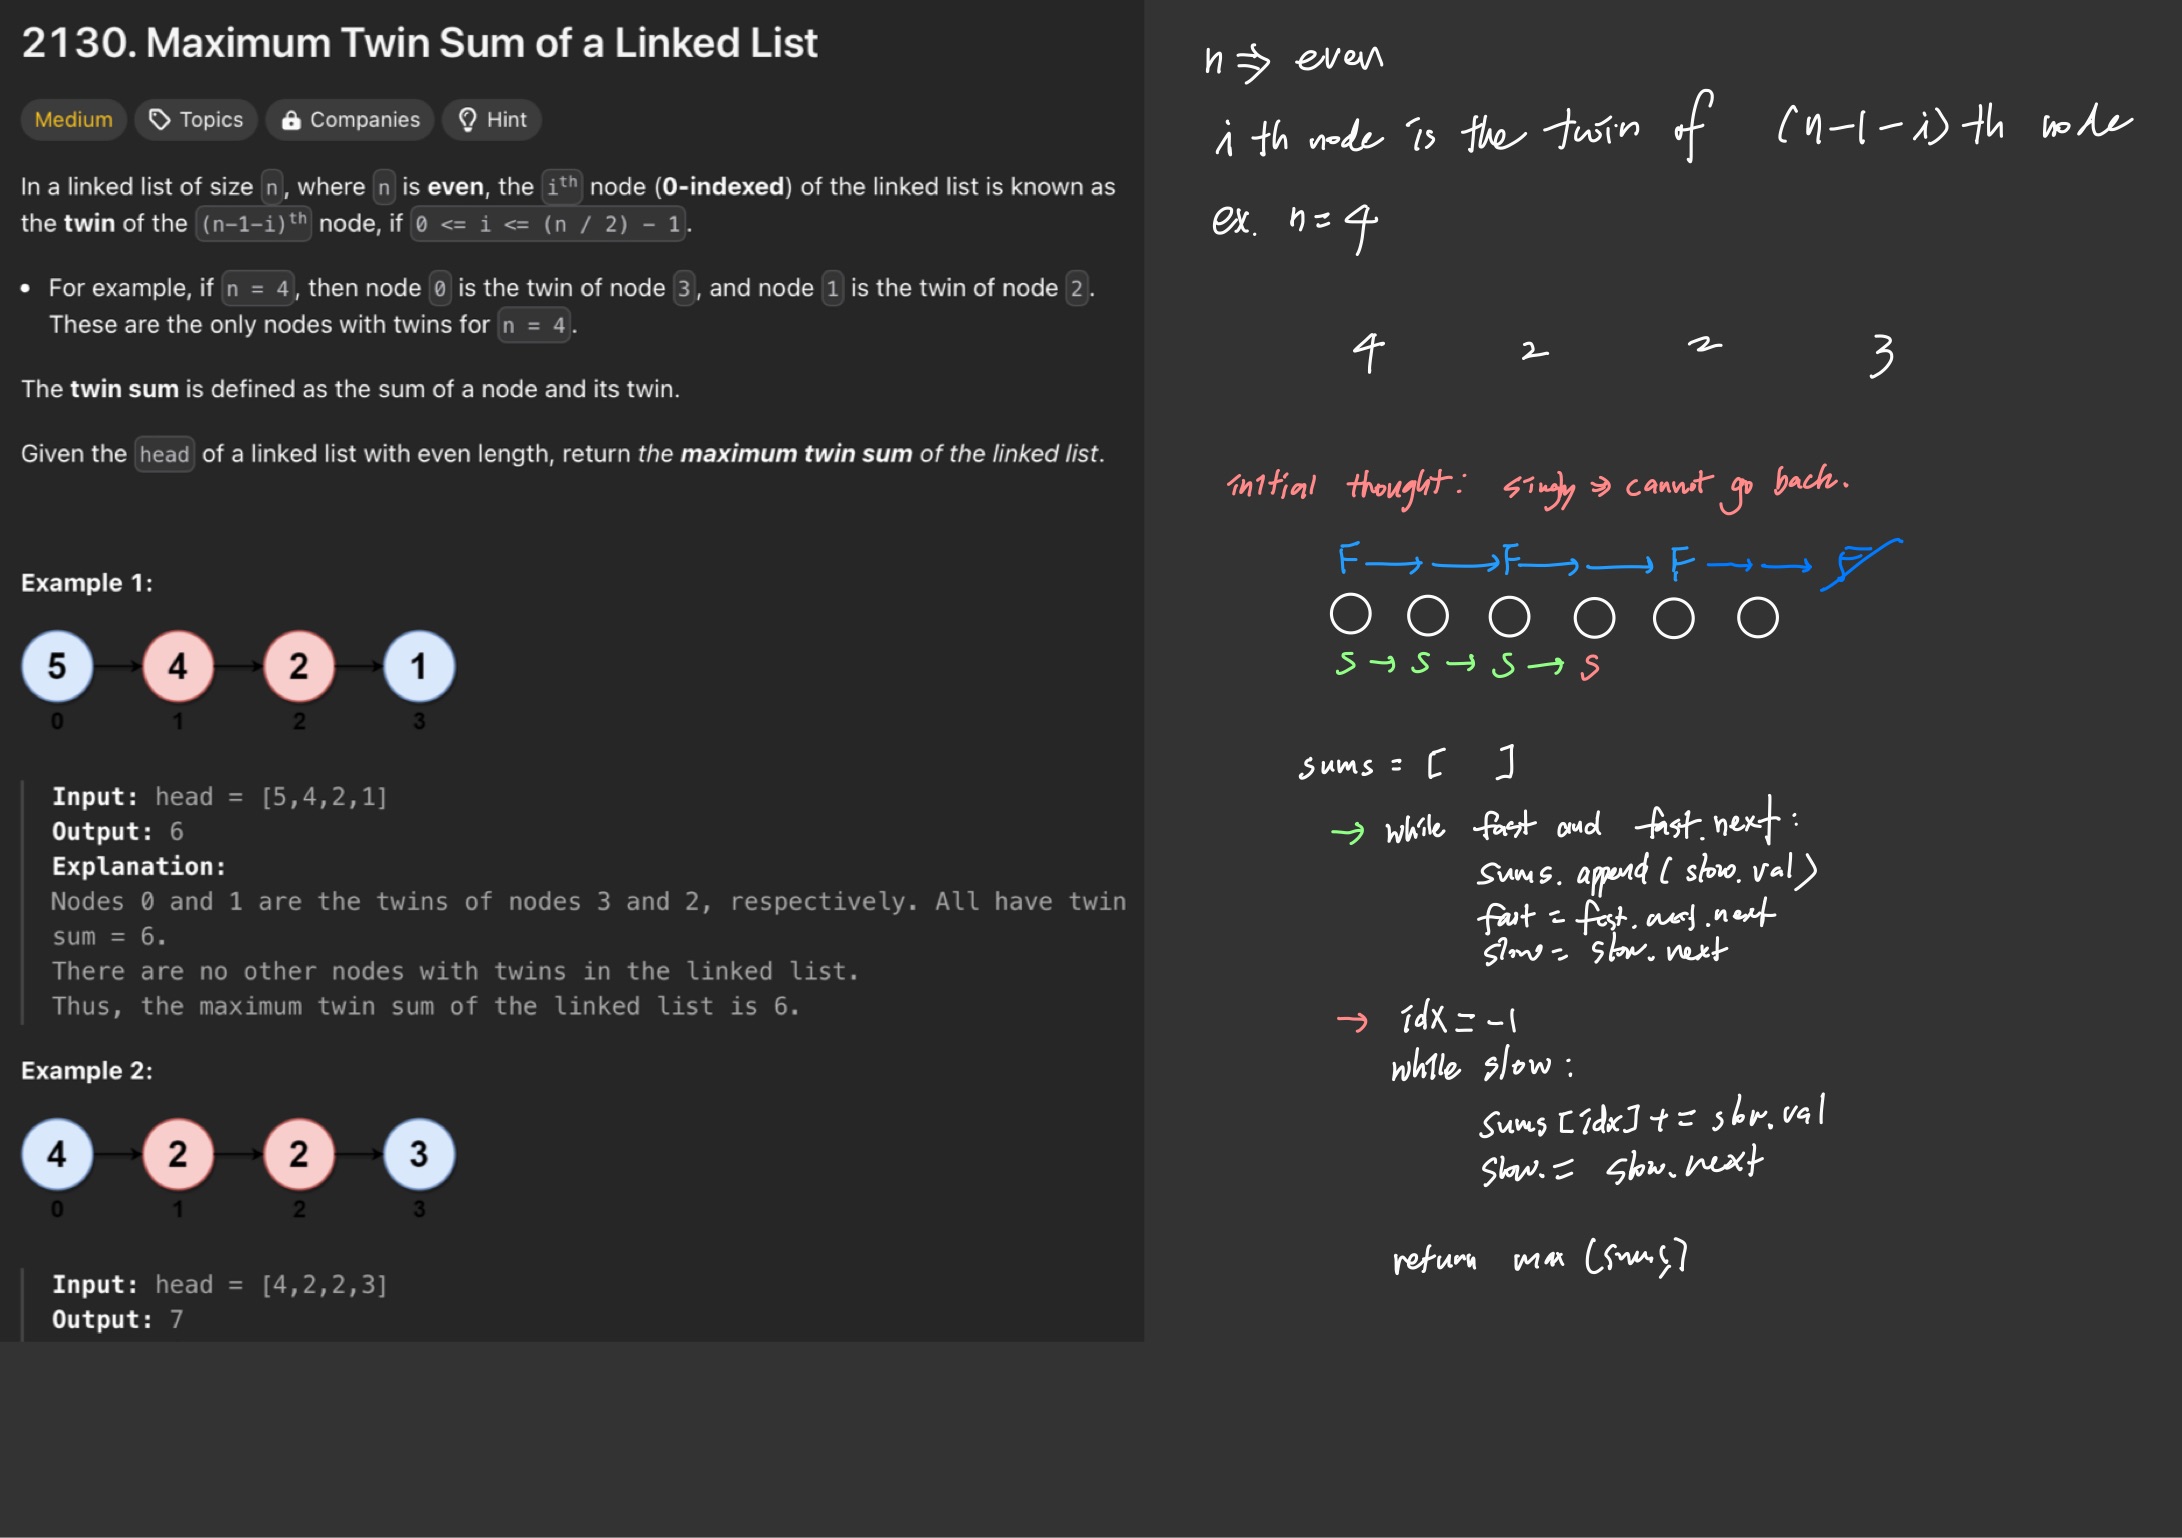 2130. Maximum Twin Sum of a Linked List
Medium Topics Companies Hint
In a linked list of size n, where n is even, the ith node (0-indexed) of the linked list is known as
the twin of the (n-1-i)th node, if 0 <= i <= (n / 2) - 1.
• For example, if n = 4, then node 0 is the twin of node 3, and node 1 is the twin of node 2.
These are the only nodes with twins for n = 4.
The twin sum is defined as the sum of a node and its twin.
Given the head of a linked list with even length, return the maximum twin sum of the linked list.
Example 1:
5 4 2 1
0 1 2 3
Input: head = [5,4,2,1]
Output: 6
Explanation:
Nodes 0 and 1 are the twins of nodes 3 and 2, respectively. All have twin
sum = 6.
There are no other nodes with twins in the linked list.
Thus, the maximum twin sum of the linked list is 6.
Example 2:
4 2 2 3
0 1 2 3
Input: head = [4,2,2,3]
Output: 7
n ⇒ even
i th node is the twin of (n-1-i) th node
ex. n = 4
4 2 2 3
initial thought: singly ⇒ cannot go back.
F → → F → → F → → F
S → S → S → S
sums = [ ]
→ while fast and fast.next:
sums.append(slow.val)
fast = fast.next.next
slow = slow.next
→ idx = -1
while slow:
sums[idx] += slow.val
slow. = slow.next
return max (sums)